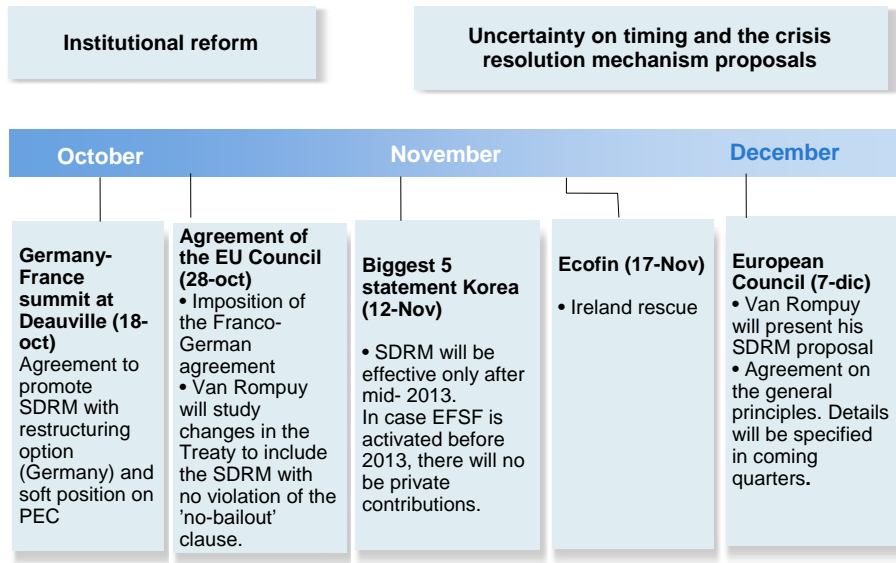 Institutional reform
Uncertainty on timing and the crisis
resolution mechanism proposals
October
November
December
Germany-
France
summit at
Deauville (18-
oct)
Agreement to
promote
SDRM with
restructuring
option
(Germany) and
soft position on
PEC
Agreement of
the EU Council
(28-oct)
• Imposition of
the Franco-
German
agreement
• Van Rompuy
will study
changes in the
Treaty to include
the SDRM with
no violation of the
'no-bailout'
clause.
Biggest 5
statement Korea
(12-Nov)
• SDRM will be
effective only after
mid- 2013.
In case EFSF is
activated before
2013, there will no
be private
contributions.
Ecofin (17-Nov)
• Ireland rescue
European
Council (7-dic)
• Van Rompuy
will present his
SDRM proposal
• Agreement on
the general
principles. Details
will be specified
in coming
quarters.